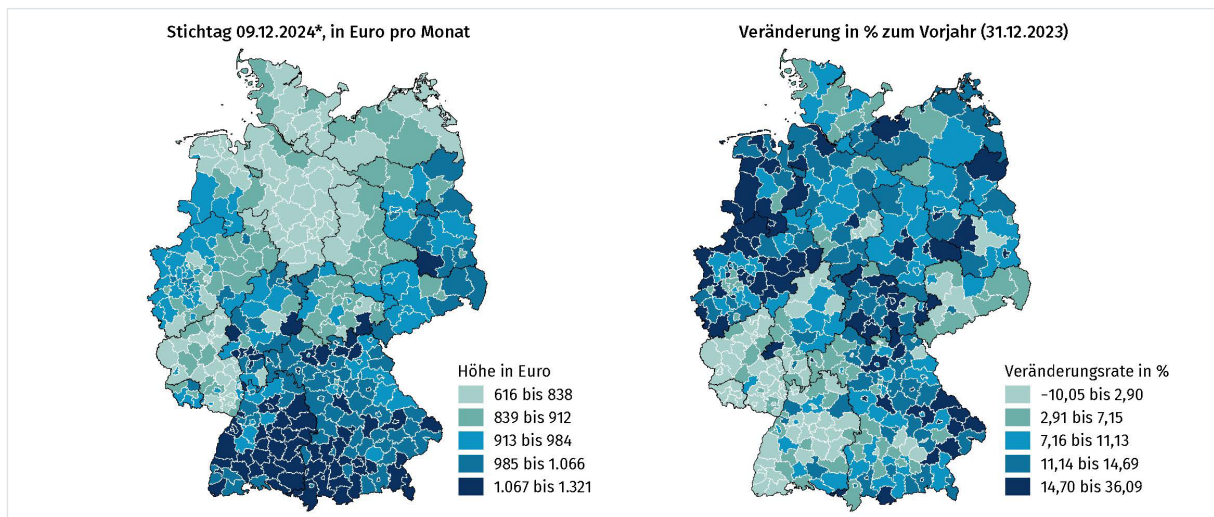 Stichtag 09.12.2024*, in Euro pro Monat
Höhe in Euro
616 bis 838
839 bis 912
913 bis 984
985 bis 1.066
1.067 bis 1.321
Veränderung in % zum Vorjahr (31.12.2023)
Veränderungsrate in %
−10,05 bis 2,90
2,91 bis 7,15
7,16 bis 11,13
11,14 bis 14,69
14,70 bis 36,09